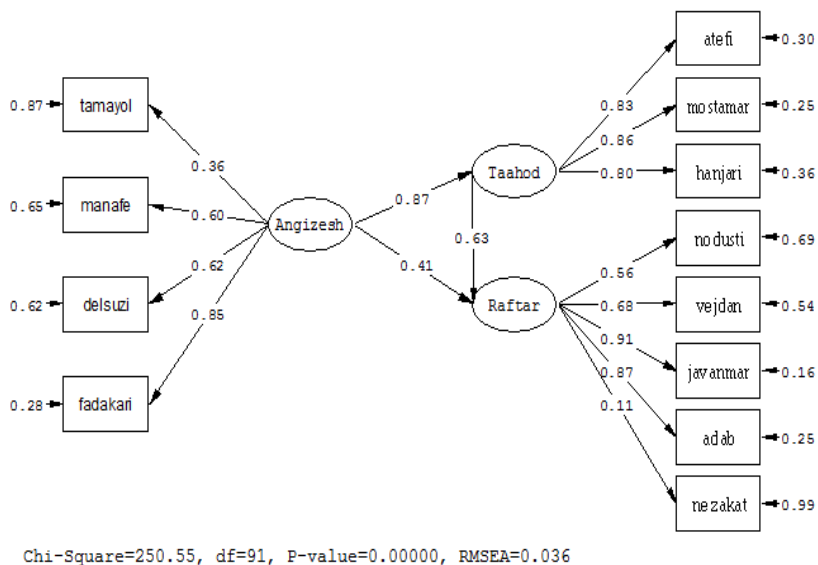 0.87
tamayol
0.36
0.65
manafe
0.60
0.62
delsuzi
0.62
0.28
fadakari
0.85
Angizesh
0.87
0.41
Taahod
0.63
Raftar
0.83
atefi
0.30
0.86
mostamar
0.25
0.80
hanjari
0.36
0.56
nodusti
0.69
0.68
vejdan
0.54
0.91
javanmar
0.16
0.87
adab
0.25
0.11
nezakat
0.99
Chi-Square=250.55, df=91, P-value=0.00000, RMSEA=0.036